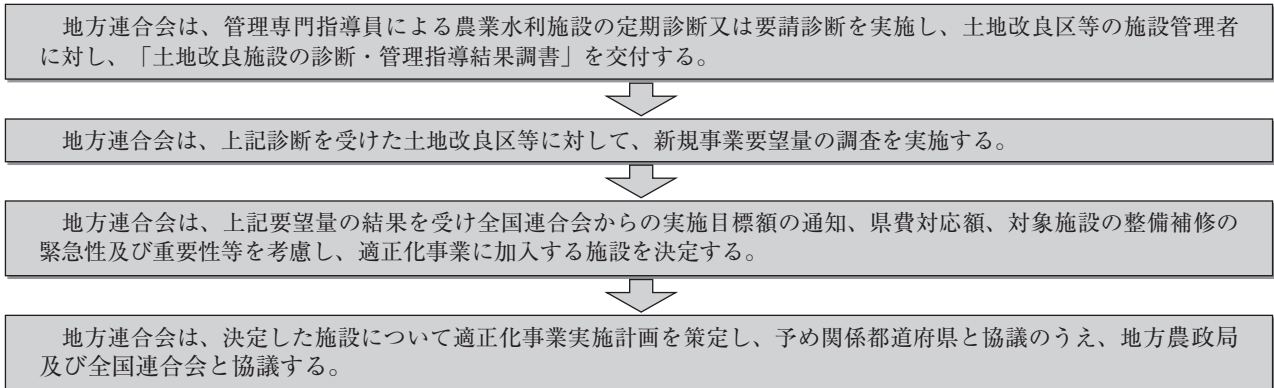 地方連合会は、管理専門指導員による農業水利施設の定期診断又は要請診断を実施し、土地改良区等の施設管理者
に対し、「土地改良施設の診断・管理指導結果調書」を交付する。
地方連合会は、上記診断を受けた土地改良区等に対して、新規事業要望量の調査を実施する。
地方連合会は、上記要望量の結果を受け全国連合会からの実施目標額の通知、県費対応額、対象施設の整備補修の
緊急性及び重要性等を考慮し、適正化事業に加入する施設を決定する。
地方連合会は、決定した施設について適正化事業実施計画を策定し、予め関係都道府県と協議のうえ、地方農政局
及び全国連合会と協議する。